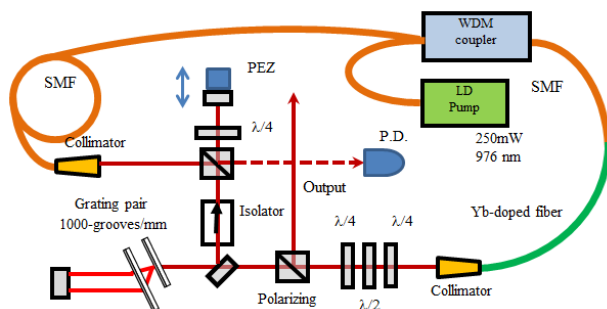 WDM
coupler
SMF
PEZ
LD
Pump
SMF
λ/4
Collimator
P.D.
250mW
976 nm
Output
Grating pair
1000-grooves/mm
Isolator
λ/4
λ/4
Yb-doped fiber
λ/2
Polarizing
Collimator